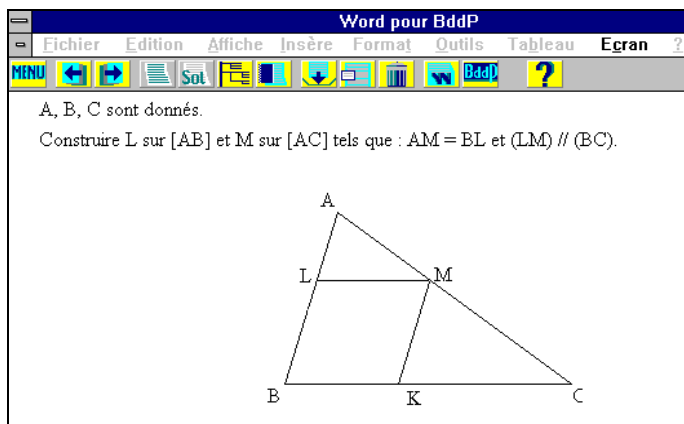 Word pour BddP
Fichier Edition Affiche Insère Format Outils Tableau Ecran ?
MENU Sol W BddP ?
A, B, C sont donnés.
Construire L sur [AB] et M sur [AC] tels que : AM = BL et (LM) // (BC).
A
L M
B K C